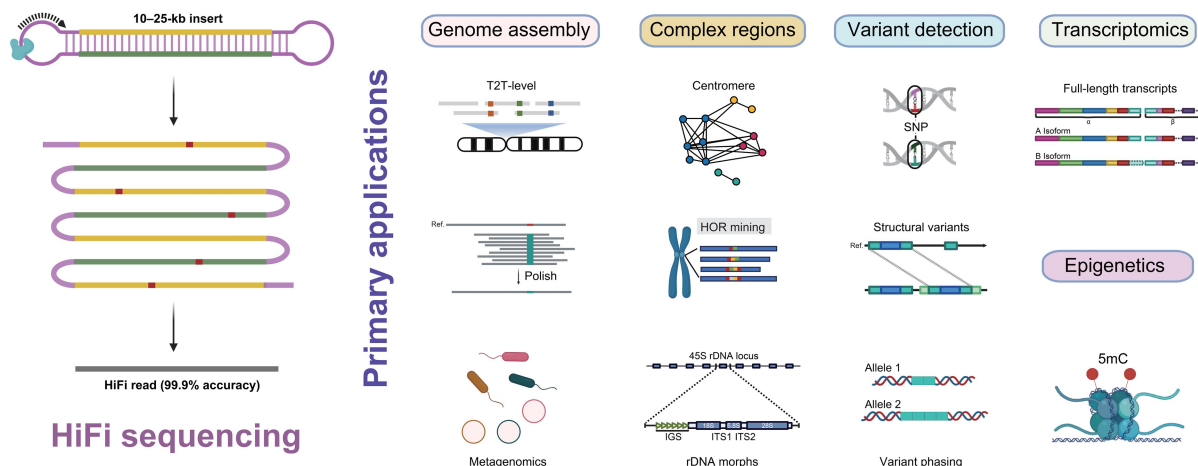 10–25-kb insert
HiFi read (99.9% accuracy)
HiFi sequencing
Primary applications
Genome assembly
T2T-level
Ref.
Polish
Metagenomics
Complex regions
Centromere
HOR mining
45S rDNA locus
18S 5.8S 28S
IGS ITS1 ITS2
rDNA morphs
Variant detection
SNP
Structural variants
Ref.
Allele 1
Allele 2
Variant phasing
Transcriptomics
Full-length transcripts
α β
A Isoform
B Isoform
Epigenetics
5mC